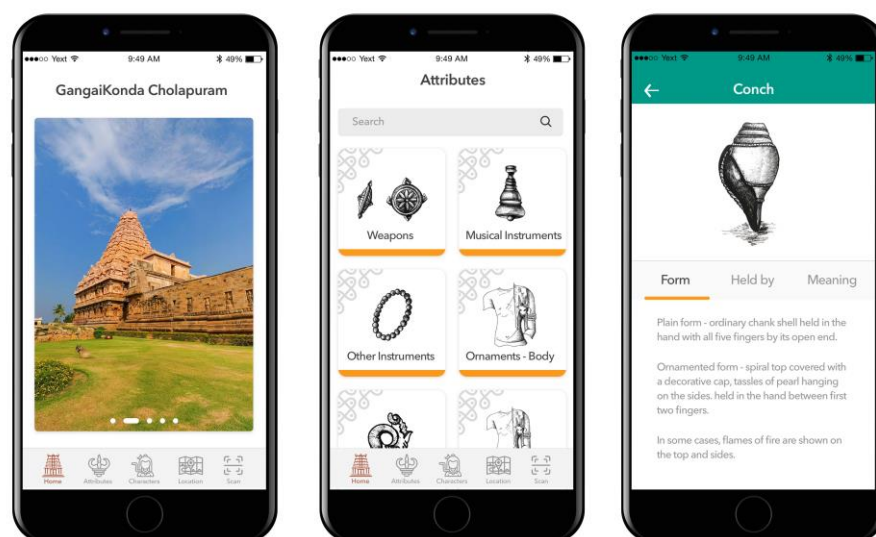 ●●●○○ Yext 9:49 AM 49%
GangaiKonda Cholapuram
Home Attributes Characters Location Scan
●●●○○ Yext 9:49 AM 49%
Attributes
Search
Weapons Musical Instruments
Other Instruments Ornaments - Body
Home Attributes Characters Location Scan
●●●○○ Yext 9:49 AM 49%
Conch
Form Held by Meaning
Plain form - ordinary chank shell held in the
hand with all five fingers by its open end.
Ornamented form - spiral top covered with
a decorative cap, tassles of pearl hanging
on the sides. held in the hand between first
two fingers.
In some cases, flames of fire are shown on
the top and sides.